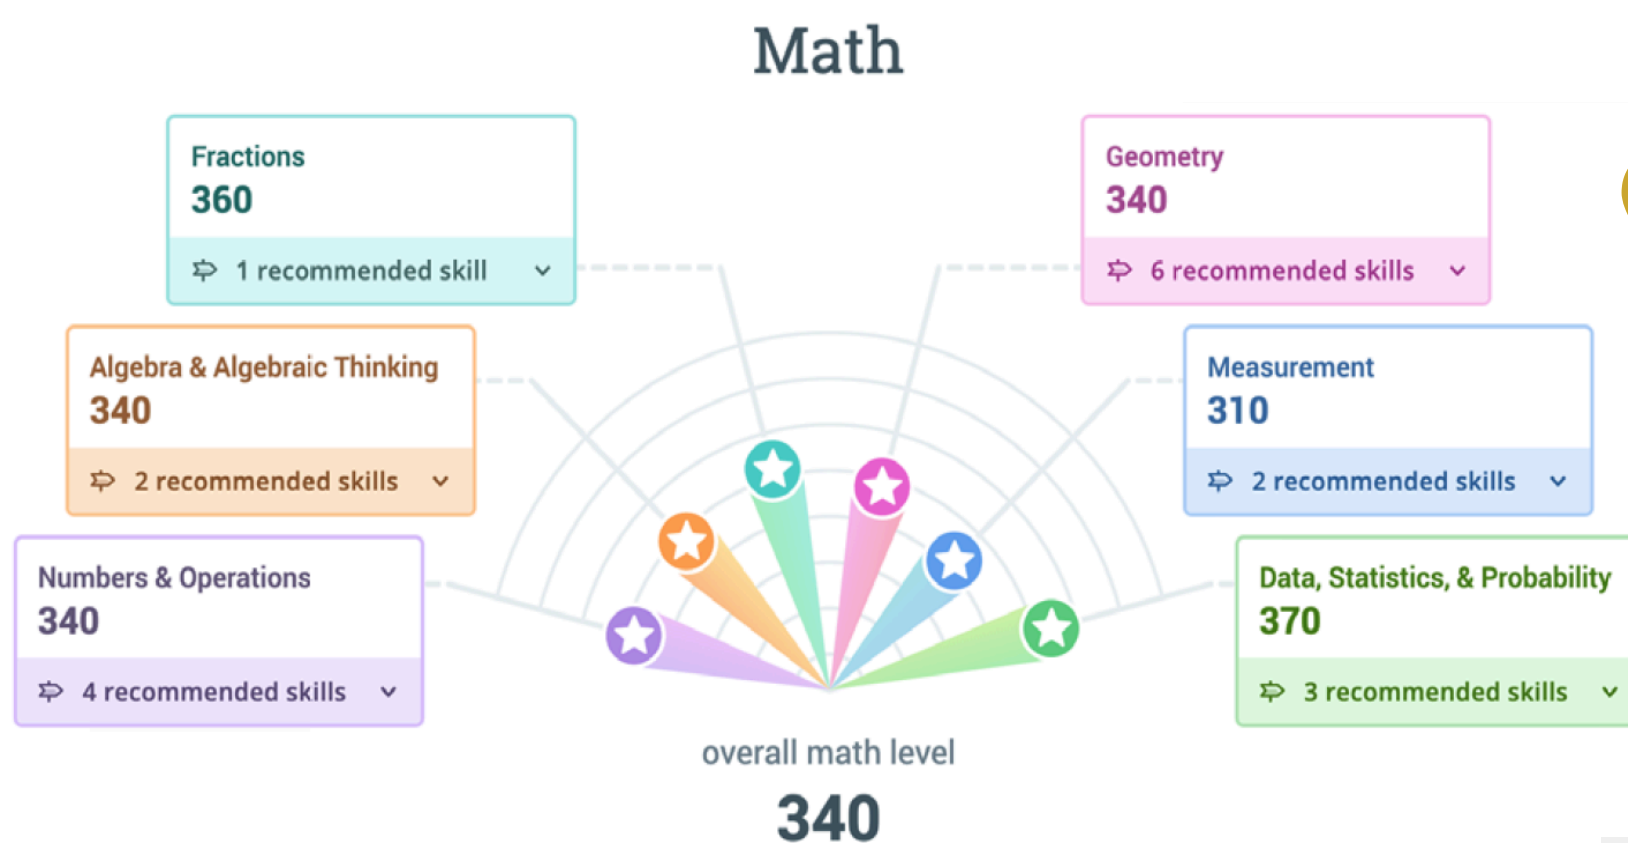 Math
Fractions
360
1 recommended skill
Geometry
340
6 recommended skills
Algebra & Algebraic Thinking
340
2 recommended skills
Measurement
310
2 recommended skills
Numbers & Operations
340
4 recommended skills
Data, Statistics, & Probability
370
3 recommended skills
overall math level
340